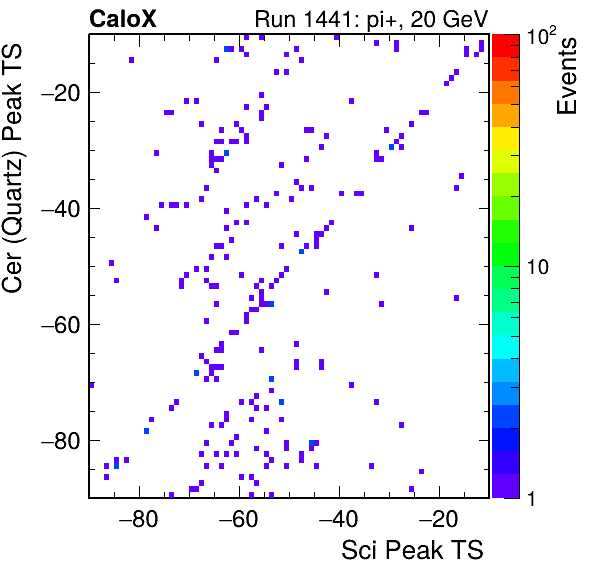 CaloX Run 1441: pi+, 20 GeV
Cer (Quartz) Peak TS
Events
10²
10
1
−20
−40
−60
−80
−80 −60 −40 −20
Sci Peak TS